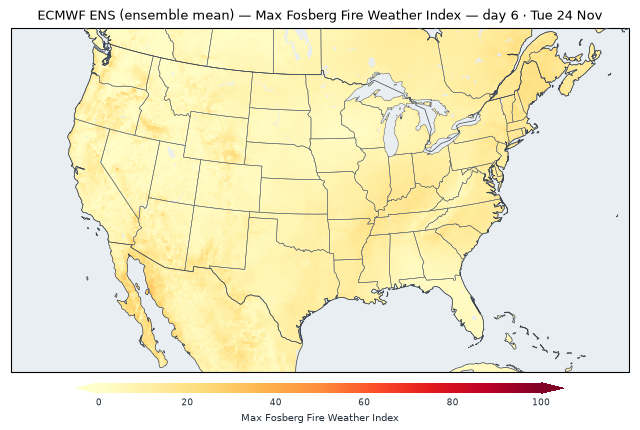 ECMWF ENS (ensemble mean) — Max Fosberg Fire Weather Index — day 6 · Tue 24 Nov
0 20 40 60 80 100
Max Fosberg Fire Weather Index